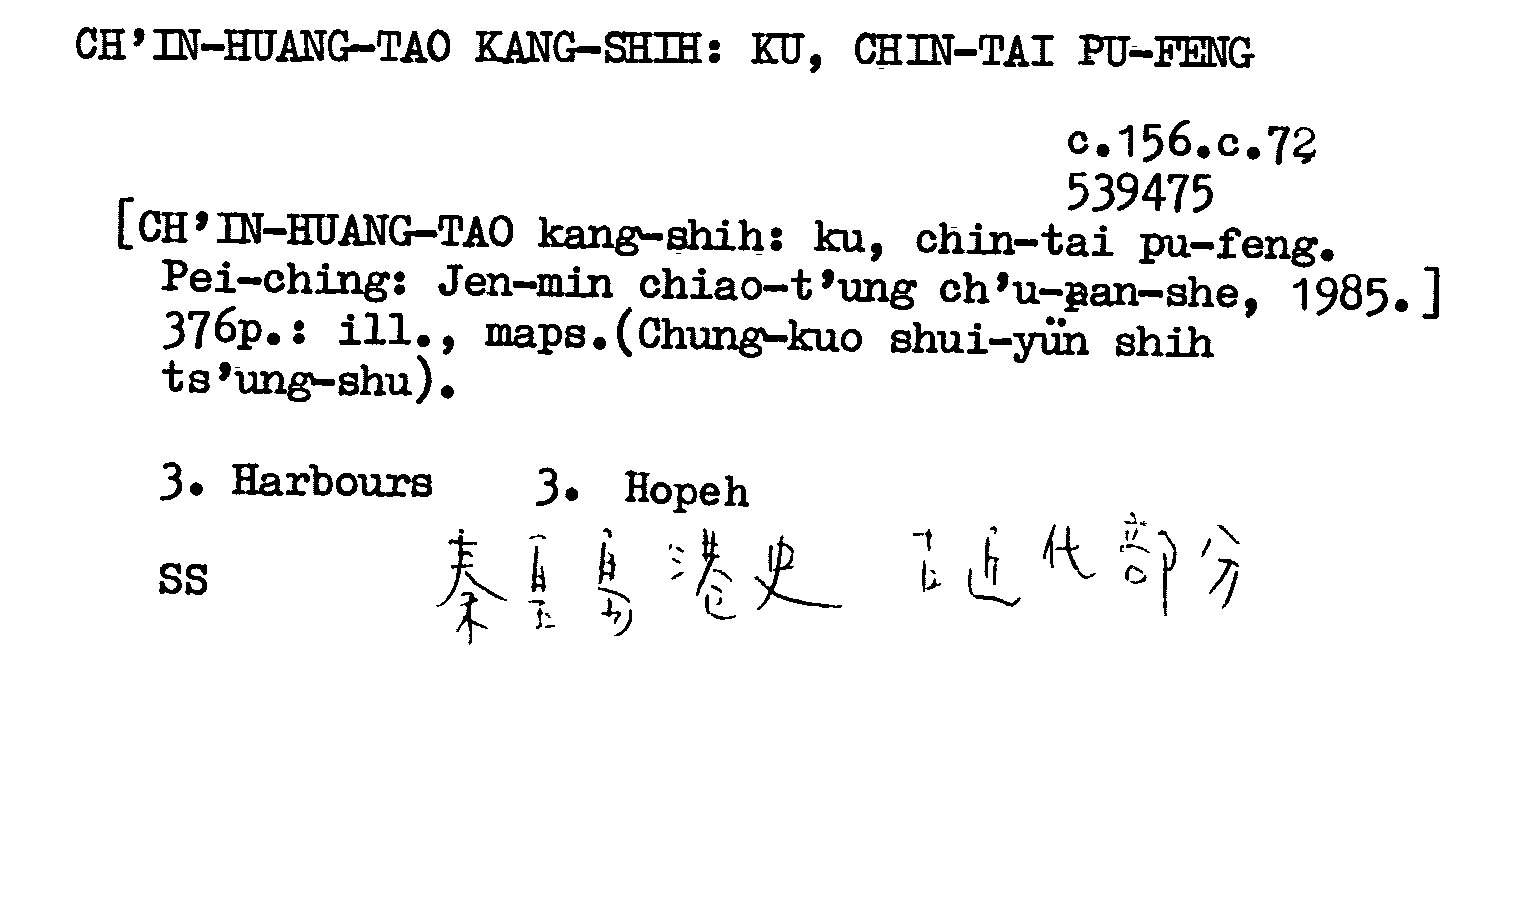 CH'IN-HUANG-TAO KANG-SHIH: KU, CHIN-TAI PU-FENG
c.156.c.72
539475
[CH'IN-HUANG-TAO kang-shih: ku, chin-tai pu-feng.
Pei-ching: Jen-min chiao-t'ung ch'u-pan-she, 1985.]
376p.: ill., maps.(Chung-kuo shui-yün shih
ts'ung-shu).
3. Harbours 3. Hopeh
SS 秦皇島港史 古近代部分